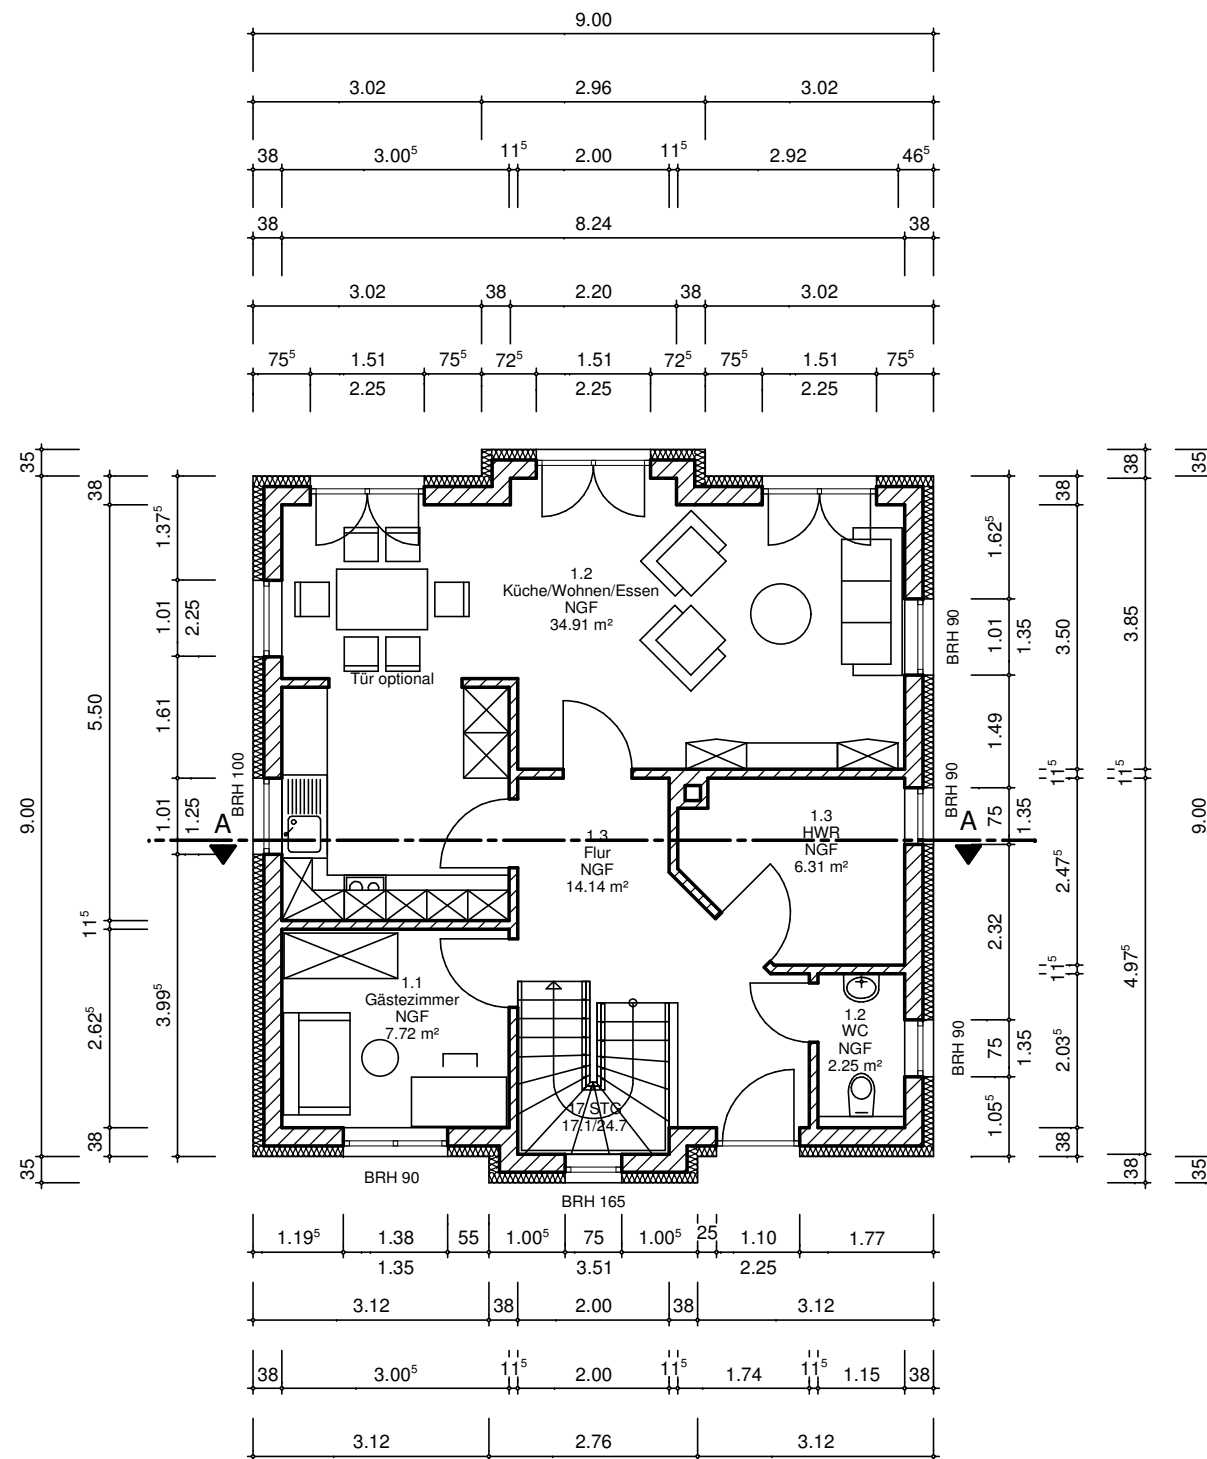 9.00
3.02 2.96 3.02
38 3.00⁵ 11⁵ 2.00 11⁵ 2.92 46⁵
38 8.24 38
3.02 38 2.20 38 3.02
75⁵ 1.51 75⁵ 72⁵ 1.51 72⁵ 75⁵ 1.51 75⁵
2.25 2.25 2.25
35
9.00
35
38
5.50
11⁵
2.62⁵
38
1.37⁵
1.01
2.25
1.61
1.01
1.25
3.99⁵
BRH 100
A
1.2
Küche/Wohnen/Essen
NGF
34.91 m²
Tür optional
1.3
Flur
NGF
14.14 m²
1.3
HWR
NGF
6.31 m²
1.1
Gästezimmer
NGF
7.72 m²
1.2
WC
NGF
2.25 m²
17 STG
17.1/24.7
BRH 90
BRH 165
BRH 90
BRH 90
BRH 90
A
1.62⁵
1.01
1.35
1.49
75
1.35
2.32
75
1.35
1.05⁵
38
3.50
11⁵
2.47⁵
11⁵
2.03⁵
38
38
3.85
11⁵
4.97⁵
38
35
9.00
35
1.19⁵ 1.38 55 1.00⁵ 75 1.00⁵ 25 1.10 1.77
1.35 3.51 2.25
3.12 38 2.00 38 3.12
38 3.00⁵ 11⁵ 2.00 11⁵ 1.74 11⁵ 1.15 38
3.12 2.76 3.12